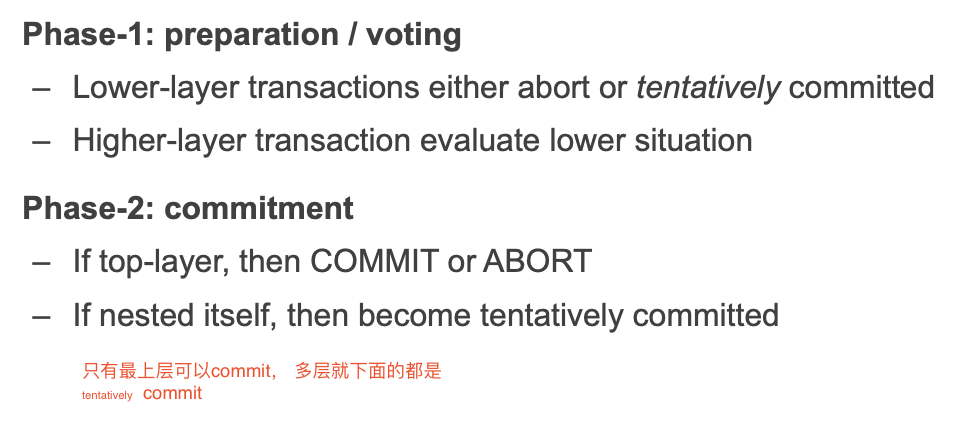 Phase-1: preparation / voting
– Lower-layer transactions either abort or tentatively committed
– Higher-layer transaction evaluate lower situation
Phase-2: commitment
– If top-layer, then COMMIT or ABORT
– If nested itself, then become tentatively committed
只有最上层可以commit， 多层就下面的都是
tentatively commit